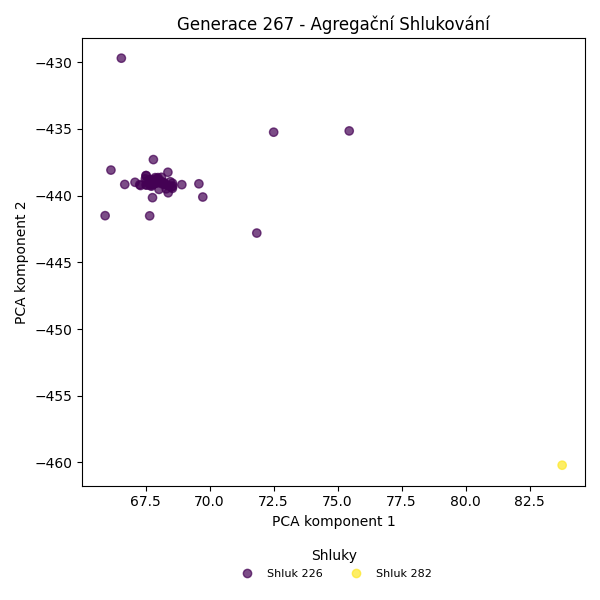 Generace 267 - Agregační Shlukování
PCA komponent 2
−430
−435
−440
−445
−450
−455
−460
67.5 70.0 72.5 75.0 77.5 80.0 82.5
PCA komponent 1
Shluky
Shluk 226 Shluk 282